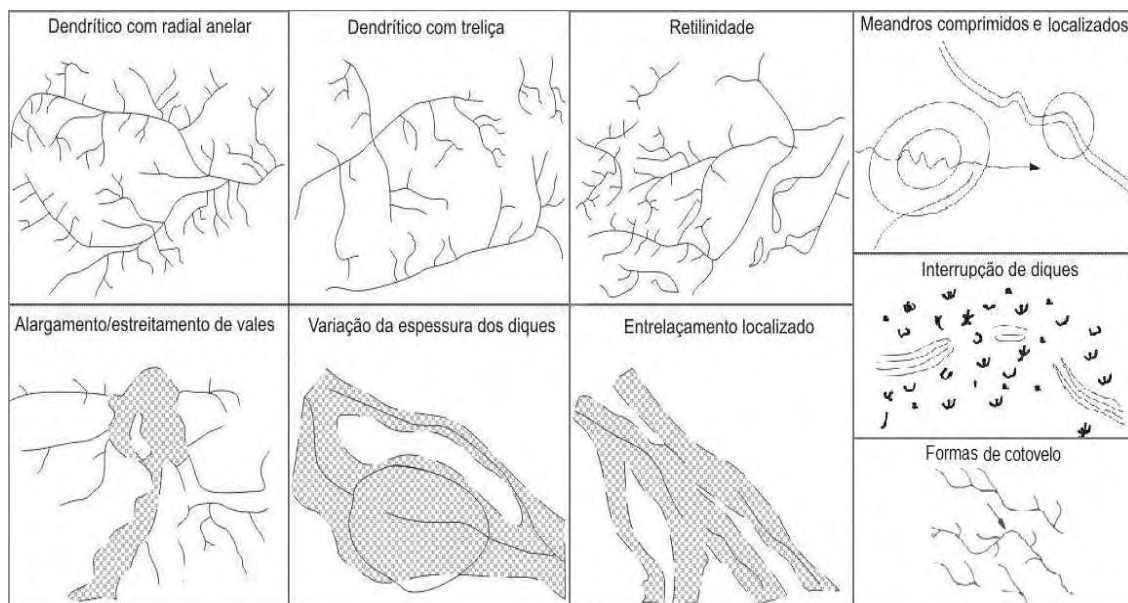 Dendrítico com radial anelar
Dendrítico com treliça
Retilinidade
Meandros comprimidos e localizados
Interrupção de diques
Alargamento/estreitamento de vales
Variação da espessura dos diques
Entrelaçamento localizado
Formas de cotovelo